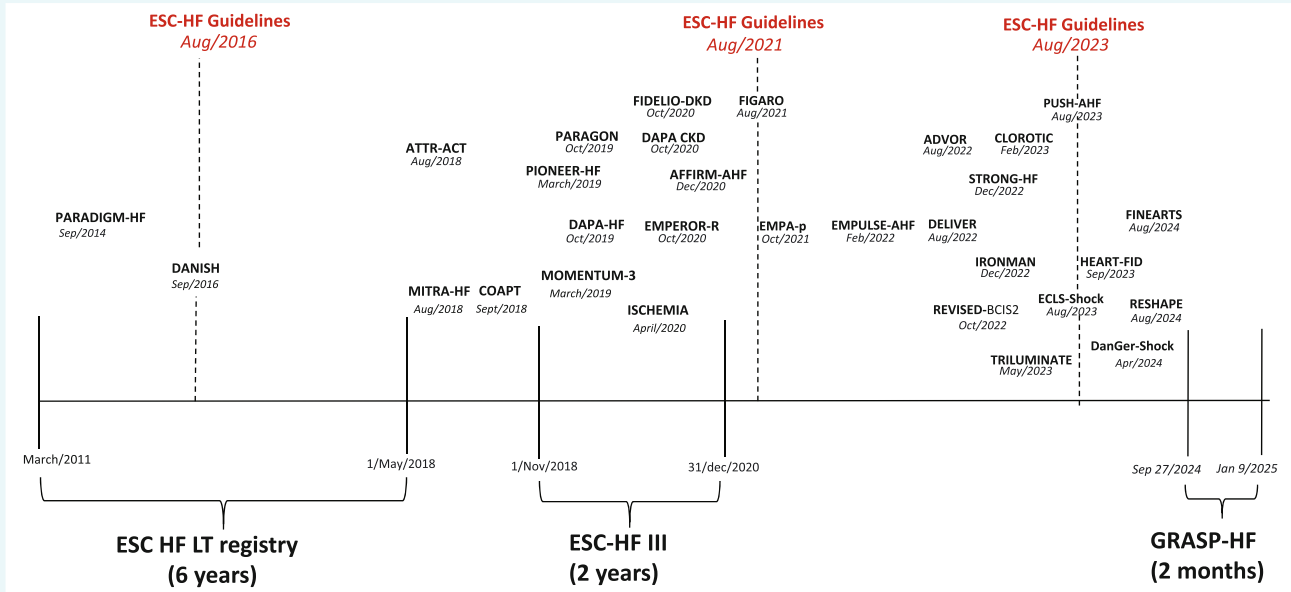 ESC-HF Guidelines
Aug/2016
ESC-HF Guidelines
Aug/2021
ESC-HF Guidelines
Aug/2023
FIDELIO-DKD
Oct/2020
FIGARO
Aug/2021
PUSH-AHF
Aug/2023
ATTR-ACT
Aug/2018
PARAGON
Oct/2019
DAPA CKD
Oct/2020
ADVOR
Aug/2022
CLOROTIC
Feb/2023
PIONEER-HF
March/2019
AFFIRM-AHF
Dec/2020
STRONG-HF
Dec/2022
PARADIGM-HF
Sep/2014
DAPA-HF
Oct/2019
EMPEROR-R
Oct/2020
EMPA-p
Oct/2021
EMPULSE-AHF
Feb/2022
DELIVER
Aug/2022
FINEARTS
Aug/2024
DANISH
Sep/2016
MOMENTUM-3
March/2019
IRONMAN
Dec/2022
HEART-FID
Sep/2023
MITRA-HF
Aug/2018
COAPT
Sept/2018
ISCHEMIA
April/2020
REVISED-BCIS2
Oct/2022
ECLS-Shock
Aug/2023
RESHAPE
Aug/2024
TRILUMINATE
May/2023
DanGer-Shock
Apr/2024
March/2011
1/May/2018
1/Nov/2018
31/dec/2020
Sep 27/2024
Jan 9/2025
ESC HF LT registry
(6 years)
ESC-HF III
(2 years)
GRASP-HF
(2 months)